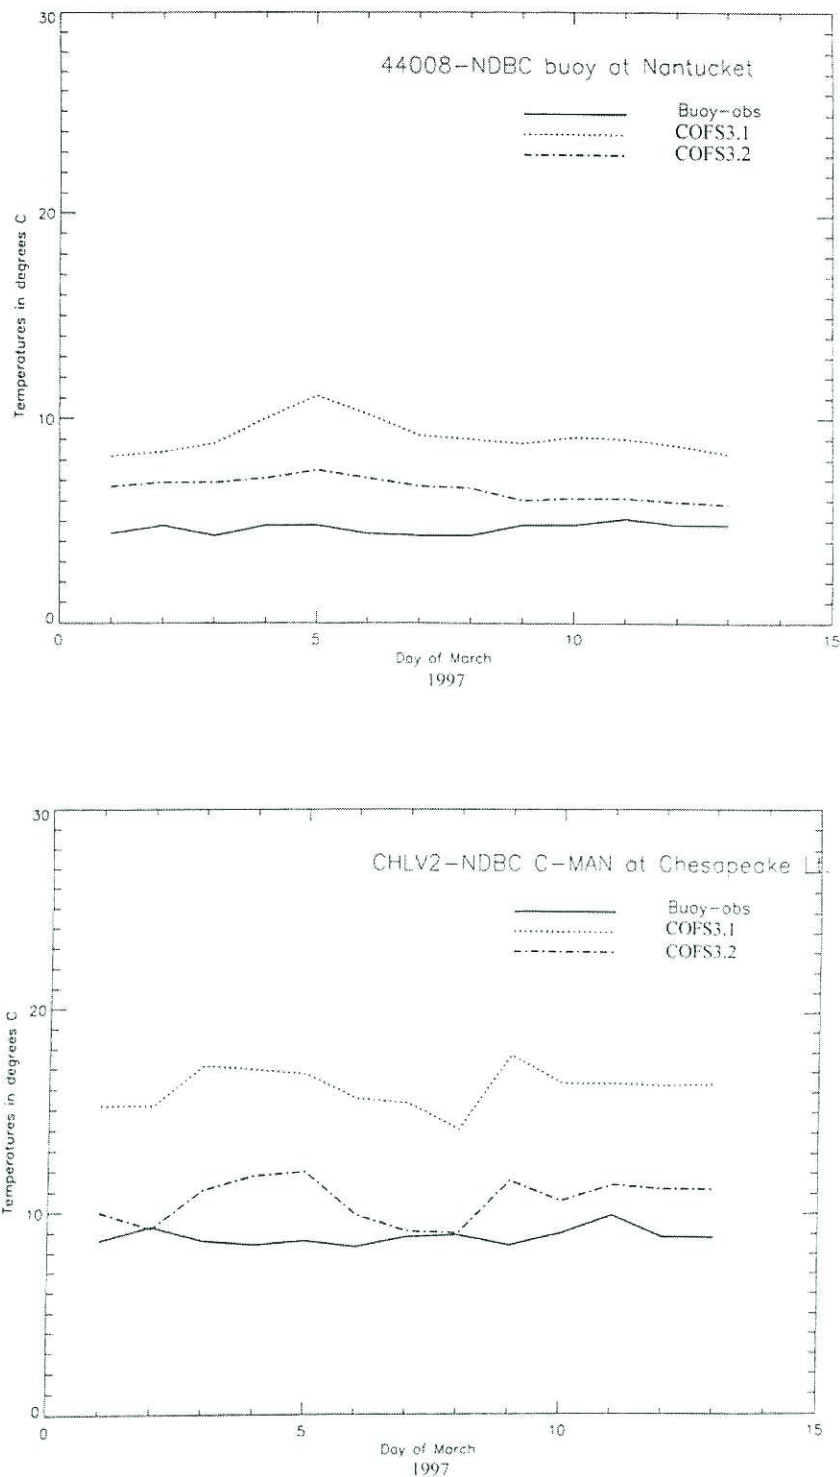 30
44008-NDBC buoy at Nantucket
Buoy-obs
COFS3.1
COFS3.2
20
Temperatures in degrees C
10
0
0 5 10 15
Day of March
1997
30
CHLV2-NDBC C-MAN at Chesapeake Lt.
Buoy-obs
COFS3.1
COFS3.2
20
Temperatures in degrees C
10
0
0 5 10 15
Day of March
1997